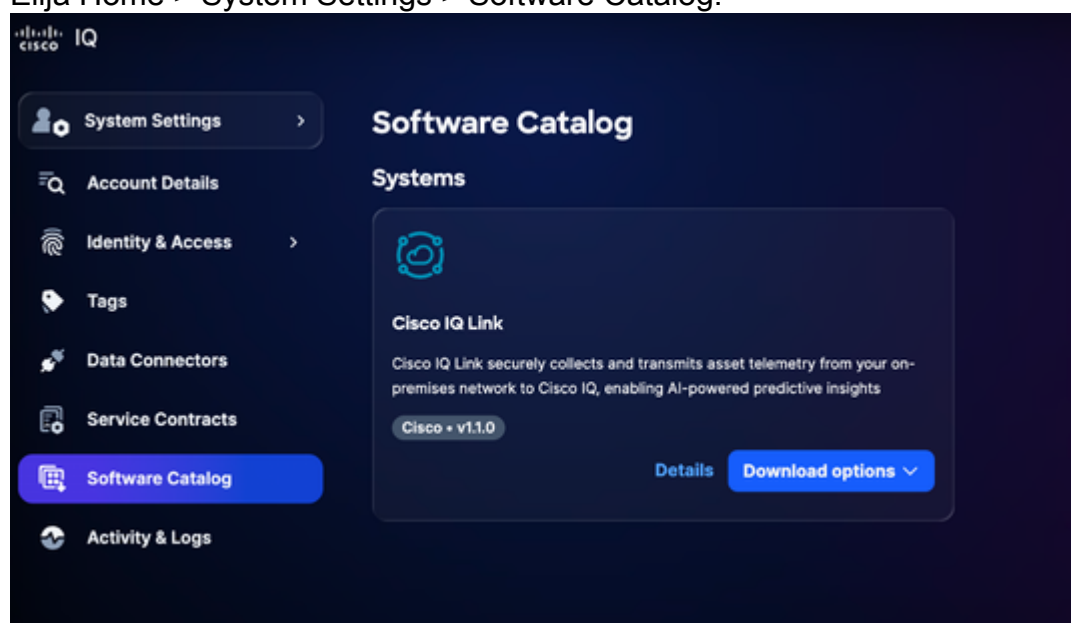 Elija Home > System Settings > Software Catalog.
cisco IQ
System Settings
Account Details
Identity & Access
Tags
Data Connectors
Service Contracts
Software Catalog
Activity & Logs
Software Catalog
Systems
Cisco IQ Link
Cisco IQ Link securely collects and transmits asset telemetry from your on-
premises network to Cisco IQ, enabling AI-powered predictive insights
Cisco • v1.1.0
Details
Download options